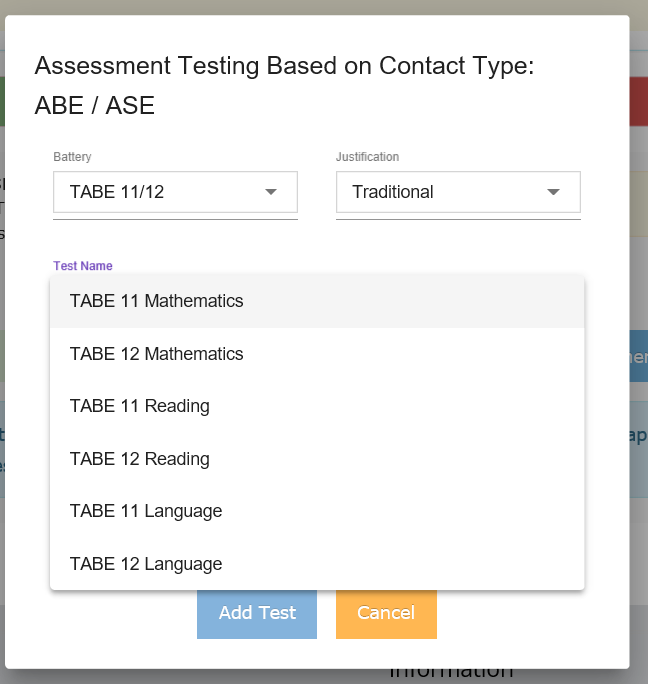 Assessment Testing Based on Contact Type:
ABE / ASE
Battery
Justification
TABE 11/12
Traditional
Test Name
TABE 11 Mathematics
TABE 12 Mathematics
TABE 11 Reading
TABE 12 Reading
TABE 11 Language
TABE 12 Language
Add Test
Cancel
Information